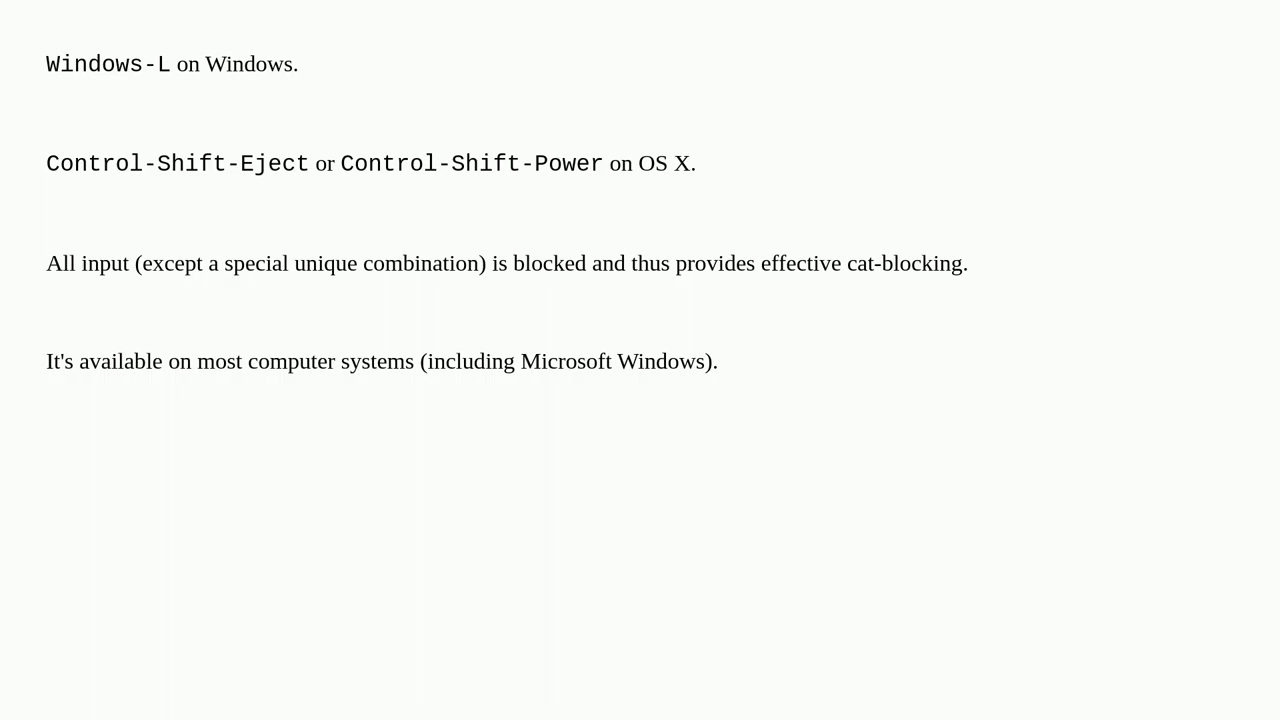 Windows-L on Windows.
Control-Shift-Eject or Control-Shift-Power on OS X.
All input (except a special unique combination) is blocked and thus provides effective cat-blocking.
It's available on most computer systems (including Microsoft Windows).